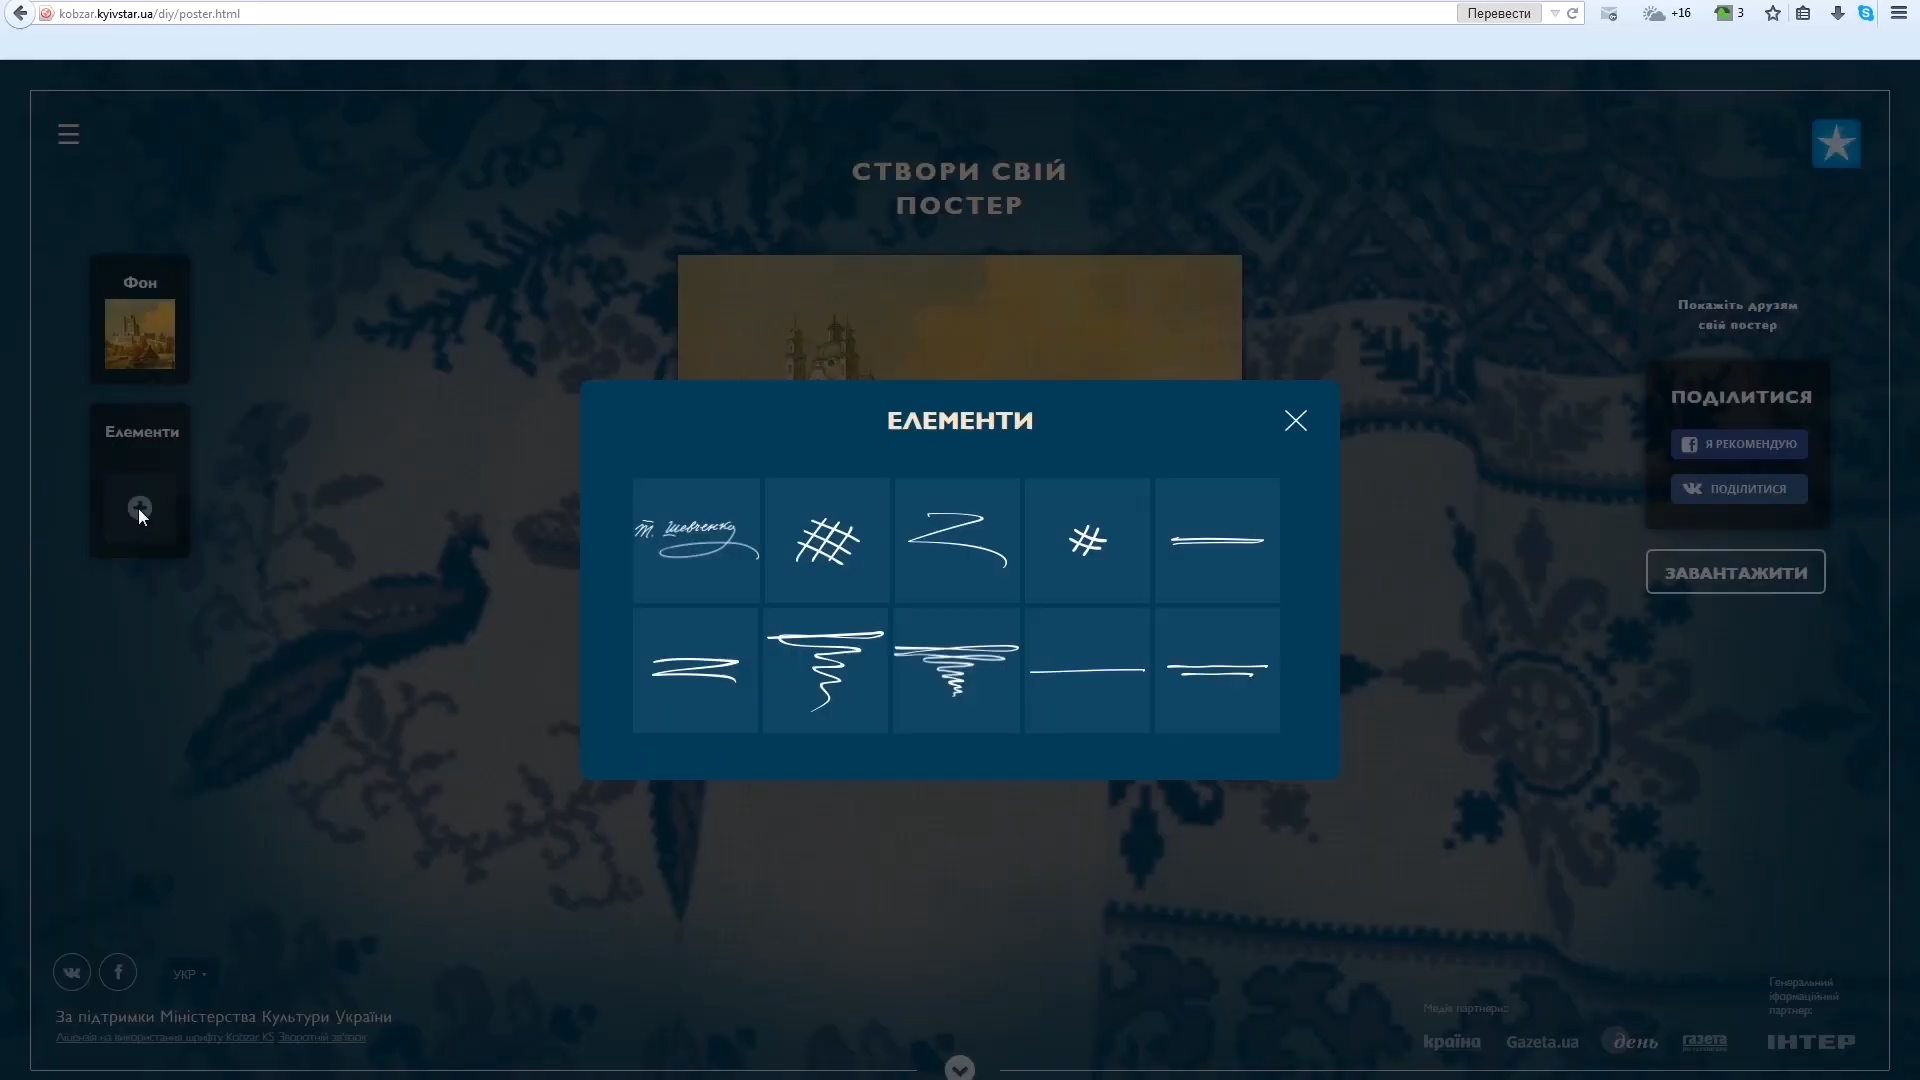 kobzar.kyivstar.ua/diy/poster.html
Перевести
+16
3
СТВОРИ СВІЙ
ПОСТЕР
Фон
Елементи
ЕЛЕМЕНТИ
Т. Шевченко
Покажіть друзям
свій постер
ПОДІЛИТИСЯ
Я РЕКОМЕНДУЮ
ПОДІЛИТИСЯ
ЗАВАНТАЖИТИ
УКР
За підтримки Міністерства Культури України
Ліцензія на використання шрифту Kobzar KS Зворотній зв'язок
Медіа партнери:
країна
Gazeta.ua
день
газета
Генеральний
іформаційний
партнер:
ІНТЕР